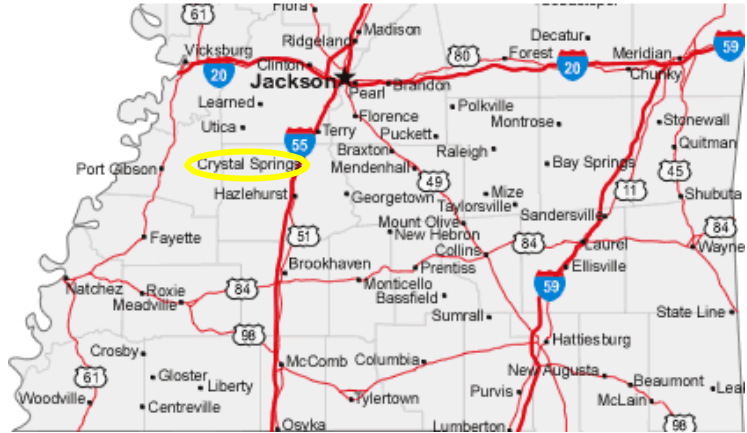 61
Flora
Madison
Ridgeland
Decatur
Vicksburg
Clinton
80
Forest
Meridian
59
20
Jackson
Pearl
Brandon
20
Chunky
Learned
Florence
Polkville
Utica
Terry
Puckett
Montrose
Stonewall
55
Quitman
Port Gibson
Crystal Springs
Braxton
Raleigh
Mendenhall
Bay Springs
45
Hazlehurst
Georgetown
49
Mize
Taylorsville
11
Shubuta
Sandersville
Fayette
51
Mount Olive
New Hebron
84
Collins
84
Laurel
Wayne
Brookhaven
Prentiss
Ellisville
Natchez
Roxie
84
Monticello
Bassfield
59
Meadville
Sumrall
State Line
98
Hattiesburg
Crosby
McComb
Columbia
61
Gloster
Liberty
New Augusta
Beaumont
Leak
Woodville
Centreville
Tylertown
Purvis
McLain
98
Osyka
Lumberton